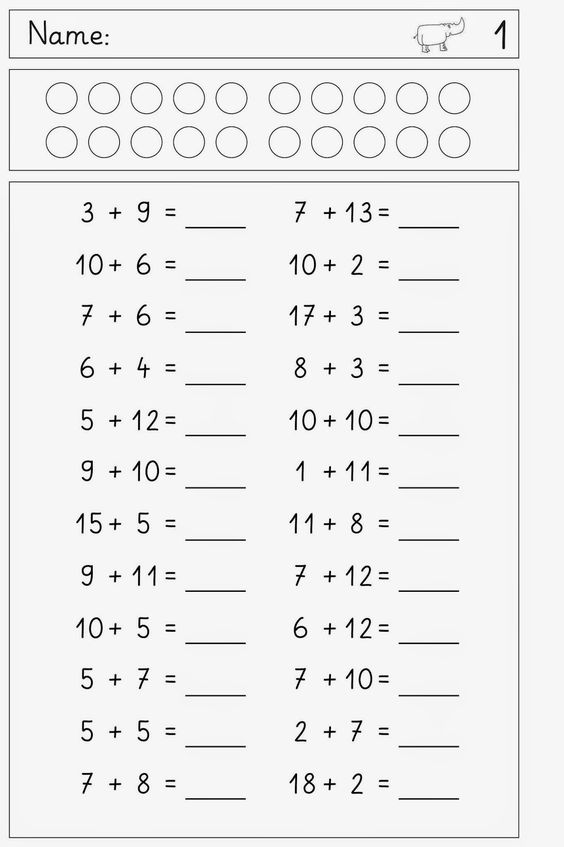 Name: 1
3 + 9 = ____ 7 + 13 = ____
10 + 6 = ____ 10 + 2 = ____
7 + 6 = ____ 17 + 3 = ____
6 + 4 = ____ 8 + 3 = ____
5 + 12 = ____ 10 + 10 = ____
9 + 10 = ____ 1 + 11 = ____
15 + 5 = ____ 11 + 8 = ____
9 + 11 = ____ 7 + 12 = ____
10 + 5 = ____ 6 + 12 = ____
5 + 7 = ____ 7 + 10 = ____
5 + 5 = ____ 2 + 7 = ____
7 + 8 = ____ 18 + 2 = ____